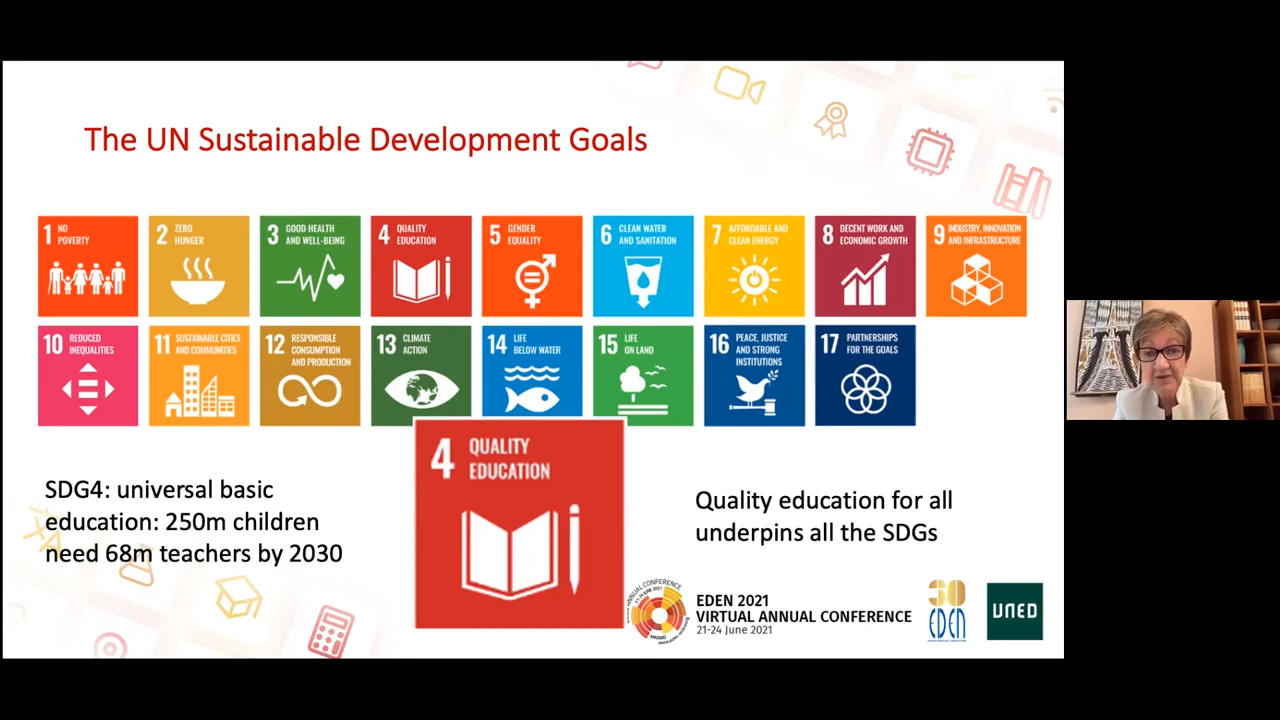 The UN Sustainable Development Goals
1 NO
POVERTY
2 ZERO
HUNGER
3 GOOD HEALTH
AND WELL-BEING
4 QUALITY
EDUCATION
5 GENDER
EQUALITY
6 CLEAN WATER
AND SANITATION
7 AFFORDABLE AND
CLEAN ENERGY
8 DECENT WORK AND
ECONOMIC GROWTH
9 INDUSTRY, INNOVATION
AND INFRASTRUCTURE
10 REDUCED
INEQUALITIES
11 SUSTAINABLE CITIES
AND COMMUNITIES
12 RESPONSIBLE
CONSUMPTION
AND PRODUCTION
13 CLIMATE
ACTION
14 LIFE
BELOW WATER
15 LIFE
ON LAND
16 PEACE, JUSTICE
AND STRONG
INSTITUTIONS
17 PARTNERSHIPS
FOR THE GOALS
4 QUALITY
EDUCATION
SDG4: universal basic
education: 250m children
need 68m teachers by 2030
Quality education for all
underpins all the SDGs
EDEN 2021
VIRTUAL ANNUAL CONFERENCE
21-24 June 2021
30
EDEN
UNED